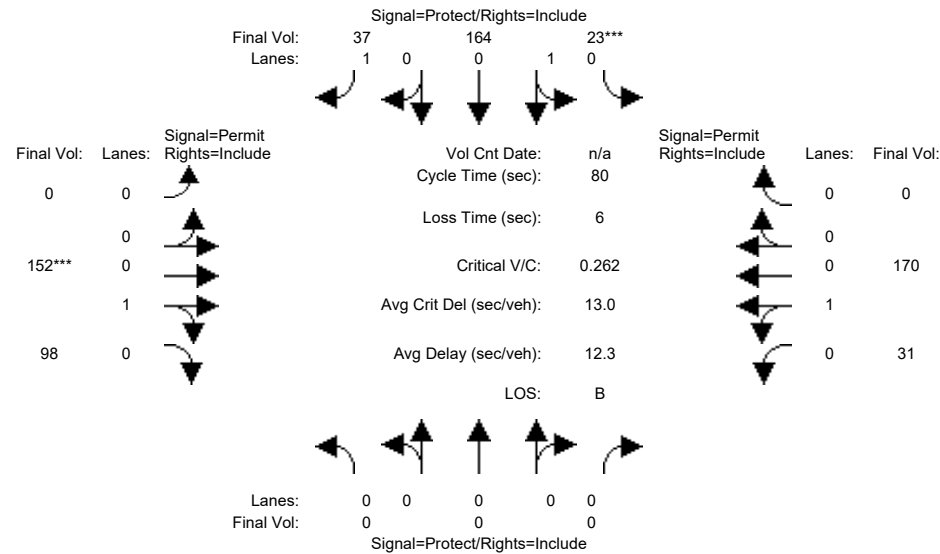 Signal=Protect/Rights=Include
Final Vol: 37 164 23***
Lanes: 1 0 0 1 0
Signal=Permit Signal=Permit
Final Vol: Lanes: Rights=Include Vol Cnt Date: n/a Rights=Include Lanes: Final Vol:
Cycle Time (sec): 80
0 0 0 0
Loss Time (sec): 6
0 0
152*** 0 Critical V/C: 0.262 0 170
1 Avg Crit Del (sec/veh): 13.0 1
98 0 Avg Delay (sec/veh): 12.3 0 31
LOS: B
Lanes: 0 0 0 0 0
Final Vol: 0 0 0
Signal=Protect/Rights=Include